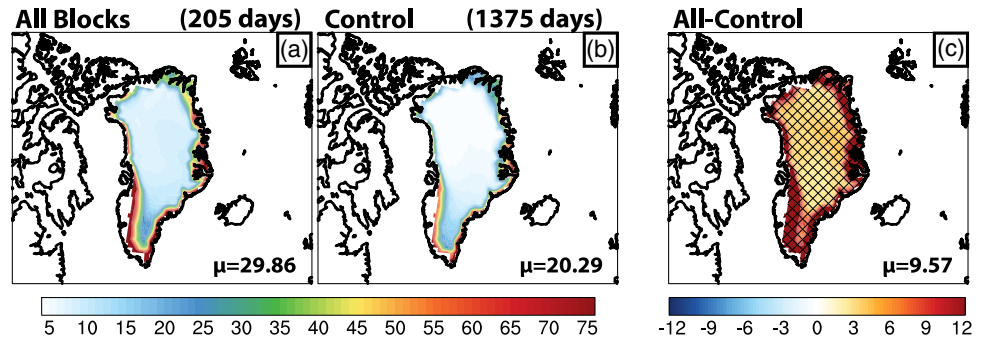 All Blocks (205 days) Control (1375 days) All-Control
(a) (b) (c)
μ=29.86 μ=20.29 μ=9.57
5 10 15 20 25 30 35 40 45 50 55 60 65 70 75 -12 -9 -6 -3 0 3 6 9 12